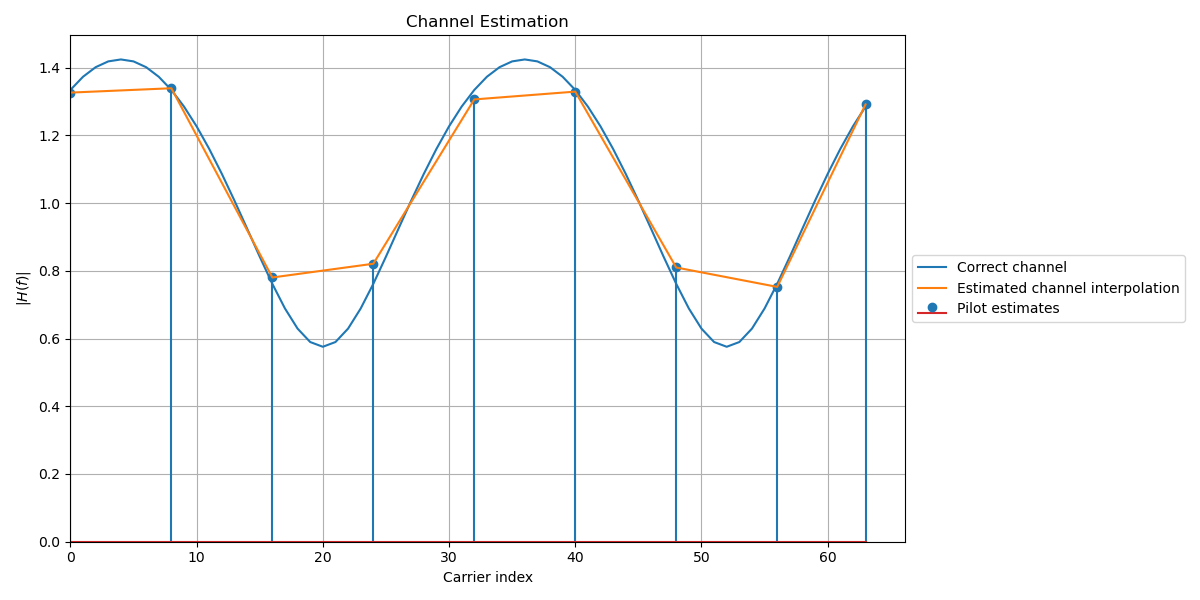 Channel Estimation
|H(f)|
1.4
1.2
1.0
0.8
0.6
0.4
0.2
0.0
0 10 20 30 40 50 60
Carrier index
Correct channel
Estimated channel interpolation
Pilot estimates